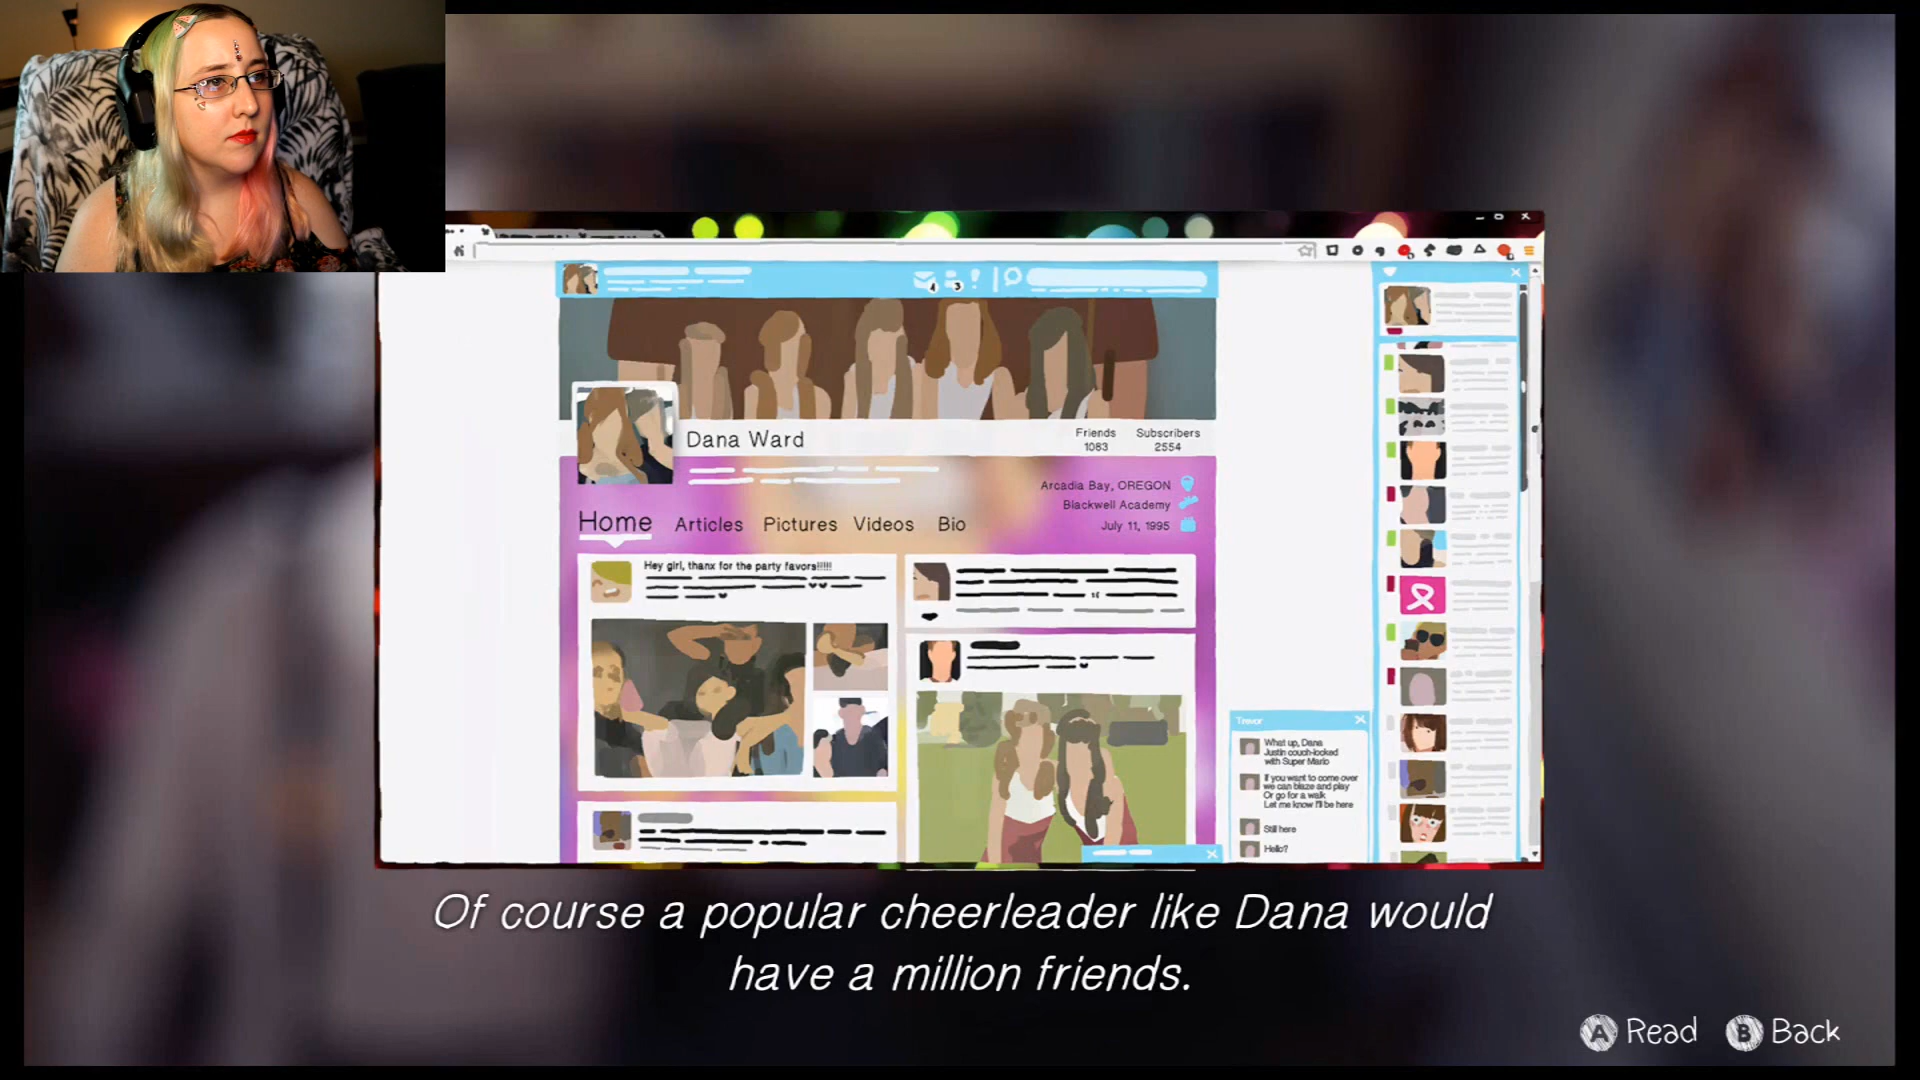 4
3
Dana Ward
Friends
1083
Subscribers
2554
Arcadia Bay, OREGON
Blackwell Academy
July 11, 1995
Home
Articles
Pictures
Videos
Bio
Hey girl, thanx for the party favors!!!!!
Trevor
What up, Dana
Justin couch-locked
with Super Mario
If you want to come over
we can blaze and play
Or go for a walk
Let me know I'll be here
Still here
Hello?
Of course a popular cheerleader like Dana would
have a million friends.
A Read
B Back